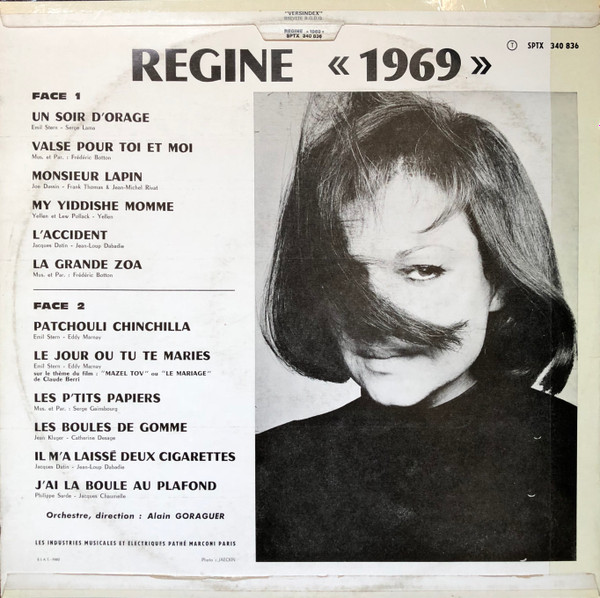 "VERSINDEX"
REGINE «1969»
SPTX 340 836
REGINE « 1969 »
Ⓣ SPTX 340 836
FACE 1
UN SOIR D'ORAGE
Emil Stern - Serge Lama
VALSE POUR TOI ET MOI
Mus. et Par. : Frédéric Botton
MONSIEUR LAPIN
Joe Dassin - Frank Thomas & Jean-Michel Rivat
MY YIDDISHE MOMME
Yellen et Lew Pollack - Yellen
L'ACCIDENT
Jacques Datin - Jean-Loup Dabadie
LA GRANDE ZOA
Mus. et Par. : Frédéric Botton
FACE 2
PATCHOULI CHINCHILLA
Emil Stern - Eddy Marnay
LE JOUR OU TU TE MARIES
Emil Stern - Eddy Marnay
sur le thème du film : "MAZEL TOV" ou "LE MARIAGE"
de Claude Berri
LES P'TITS PAPIERS
Mus. et Par. : Serge Gainsbourg
LES BOULES DE GOMME
Jean Kluger - Catherine Desage
IL M'A LAISSÉ DEUX CIGARETTES
Jacques Datin - Jean-Loup Dabadie
J'AI LA BOULE AU PLAFOND
Philippe Sarde - Jacques
Orchestre, direction : Alain GORAGUER
LES INDUSTRIES MUSICALES ET ELECTRIQUES PATHÉ MARCONI PARIS